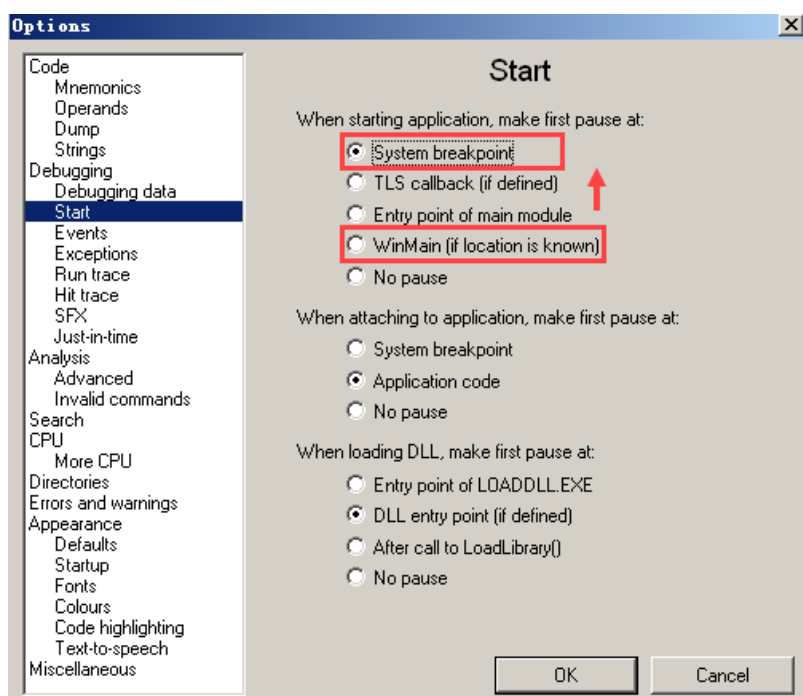 Options
Code
Mnemonics
Operands
Dump
Strings
Debugging
Debugging data
Start
Events
Exceptions
Run trace
Hit trace
SFX
Just-in-time
Analysis
Advanced
Invalid commands
Search
CPU
More CPU
Directories
Errors and warnings
Appearance
Defaults
Startup
Fonts
Colours
Code highlighting
Text-to-speech
Miscellaneous
Start
When starting application, make first pause at:
System breakpoint
TLS callback (if defined)
Entry point of main module
WinMain (if location is known)
No pause
When attaching to application, make first pause at:
System breakpoint
Application code
No pause
When loading DLL, make first pause at:
Entry point of LOADDLL.EXE
DLL entry point (if defined)
After call to LoadLibrary()
No pause
OK
Cancel